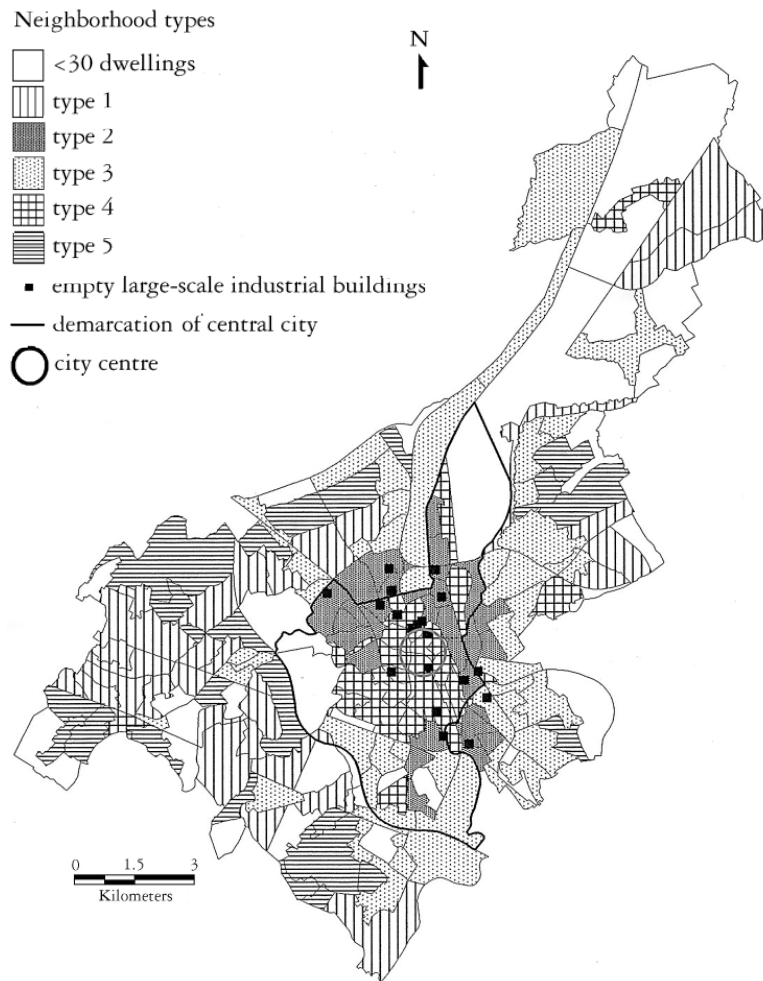 Neighborhood types
<30 dwellings
type 1
type 2
type 3
type 4
type 5
empty large-scale industrial buildings
demarcation of central city
city centre
N
0 1.5 3
Kilometers